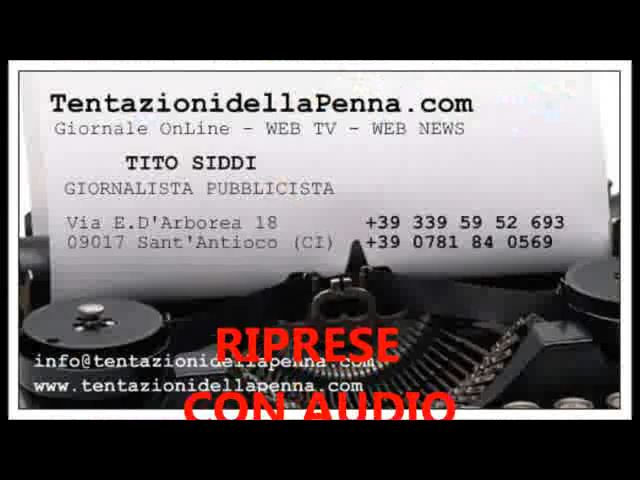 TentazionidellaPenna.com
Giornale OnLine - WEB TV - WEB NEWS
TITO SIDDI
GIORNALISTA PUBBLICISTA
Via E.D'Arborea 18 +39 339 59 52 693
09017 Sant'Antioco (CI) +39 0781 84 0569
RIPRESE
info@tentazionidellapenna.com
www.tentazionidellapenna.com
CON AUDIO